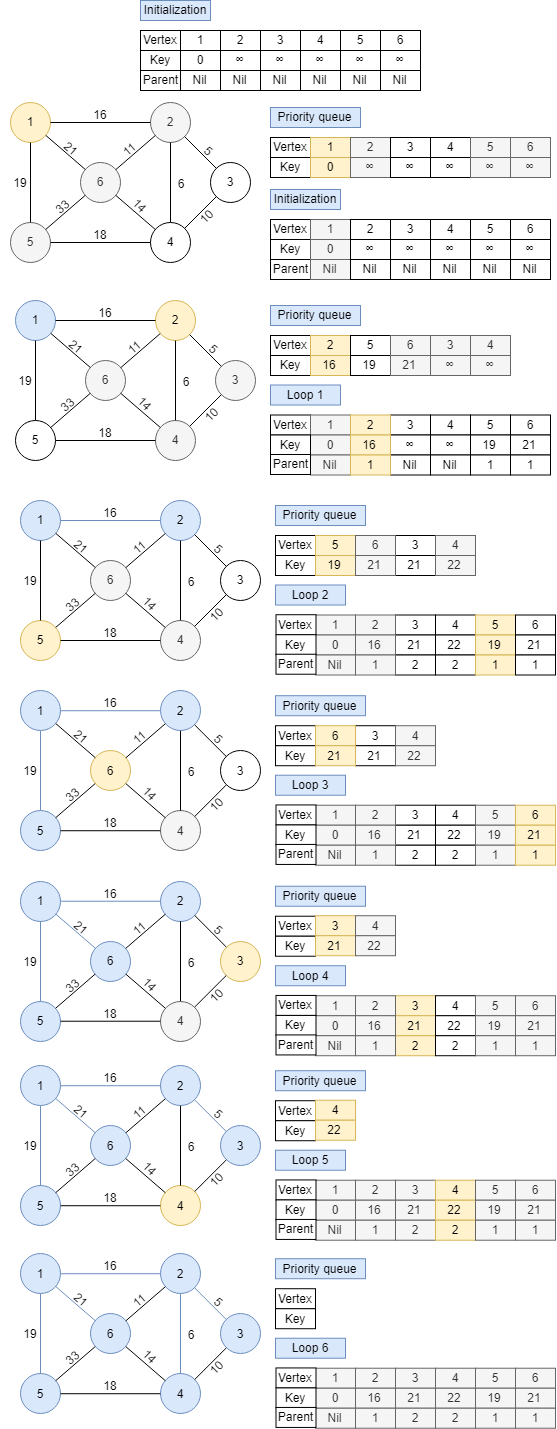 Initialization
Vertex 1 2 3 4 5 6
Key 0 ∞ ∞ ∞ ∞ ∞
Parent Nil Nil Nil Nil Nil Nil
1 16 2
21 11 5
19 6 6 3
33 14 10
5 18 4
Priority queue
Vertex 1 2 3 4 5 6
Key 0 ∞ ∞ ∞ ∞ ∞
Initialization
Vertex 1 2 3 4 5 6
Key 0 ∞ ∞ ∞ ∞ ∞
Parent Nil Nil Nil Nil Nil Nil
1 16 2
21 11 5
19 6 6 3
33 14 10
5 18 4
Priority queue
Vertex 2 5 6 3 4
Key 16 19 21 ∞ ∞
Loop 1
Vertex 1 2 3 4 5 6
Key 0 16 ∞ ∞ 19 21
Parent Nil 1 Nil Nil 1 1
1 16 2
21 11 5
19 6 6 3
33 14 10
5 18 4
Priority queue
Vertex 5 6 3 4
Key 19 21 21 22
Loop 2
Vertex 1 2 3 4 5 6
Key 0 16 21 22 19 21
Parent Nil 1 2 2 1 1
1 16 2
21 11 5
19 6 6 3
33 14 10
5 18 4
Priority queue
Vertex 6 3 4
Key 21 21 22
Loop 3
Vertex 1 2 3 4 5 6
Key 0 16 21 22 19 21
Parent Nil 1 2 2 1 1
1 16 2
21 11 5
19 6 6 3
33 14 10
5 18 4
Priority queue
Vertex 3 4
Key 21 22
Loop 4
Vertex 1 2 3 4 5 6
Key 0 16 21 22 19 21
Parent Nil 1 2 2 1 1
1 16 2
21 11 5
19 6 6 3
33 14 10
5 18 4
Priority queue
Vertex 4
Key 22
Loop 5
Vertex 1 2 3 4 5 6
Key 0 16 21 22 19 21
Parent Nil 1 2 2 1 1
1 16 2
21 11 5
19 6 6 3
33 14 10
5 18 4
Priority queue
Vertex
Key
Loop 6
Vertex 1 2 3 4 5 6
Key 0 16 21 22 19 21
Parent Nil 1 2 2 1 1